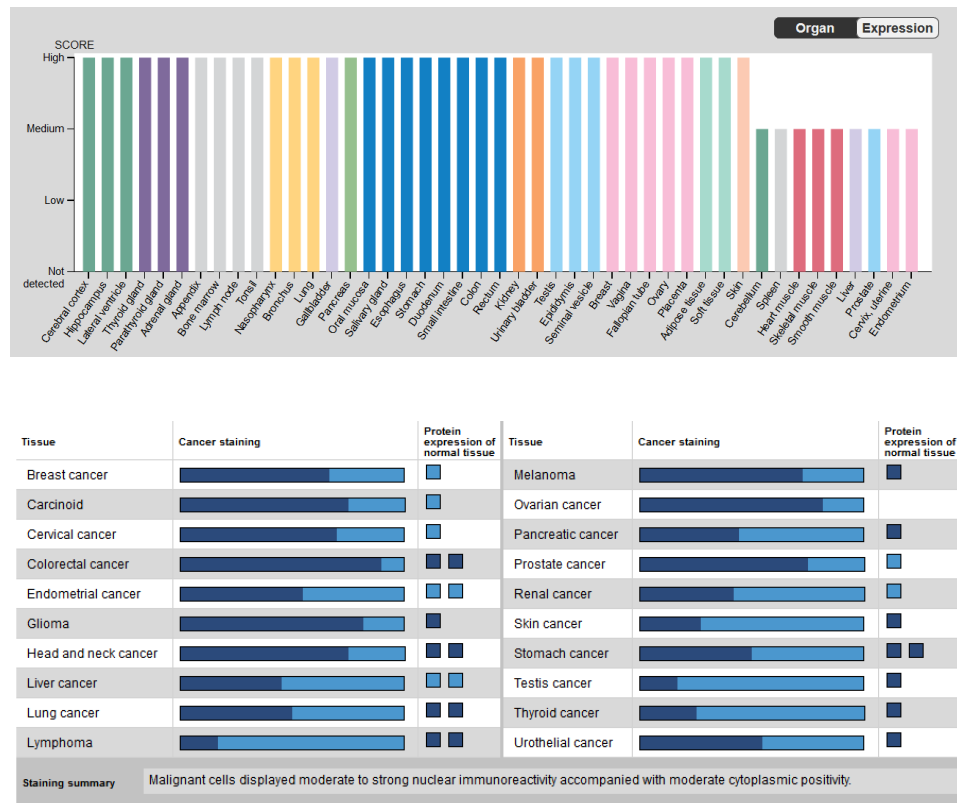 Organ Expression
SCORE
High
Medium
Low
Not
detected
Cerebral cortex
Hippocampus
Lateral ventricle
Thyroid gland
Parathyroid gland
Adrenal gland
Appendix
Bone marrow
Lymph node
Tonsil
Nasopharynx
Bronchus
Lung
Gallbladder
Pancreas
Oral mucosa
Salivary gland
Esophagus
Stomach
Duodenum
Small intestine
Colon
Rectum
Kidney
Urinary bladder
Testis
Epididymis
Seminal vesicle
Breast
Vagina
Fallopian tube
Ovary
Placenta
Adipose tissue
Soft tissue
Skin
Cerebellum
Spleen
Heart muscle
Skeletal muscle
Smooth muscle
Liver
Prostate
Cervix, uterine
Endometrium
Tissue Cancer staining Protein expression of normal tissue Tissue Cancer staining Protein expression of normal tissue
Breast cancer Melanoma
Carcinoid Ovarian cancer
Cervical cancer Pancreatic cancer
Colorectal cancer Prostate cancer
Endometrial cancer Renal cancer
Glioma Skin cancer
Head and neck cancer Stomach cancer
Liver cancer Testis cancer
Lung cancer Thyroid cancer
Lymphoma Urothelial cancer
Staining summary Malignant cells displayed moderate to strong nuclear immunoreactivity accompanied with moderate cytoplasmic positivity.